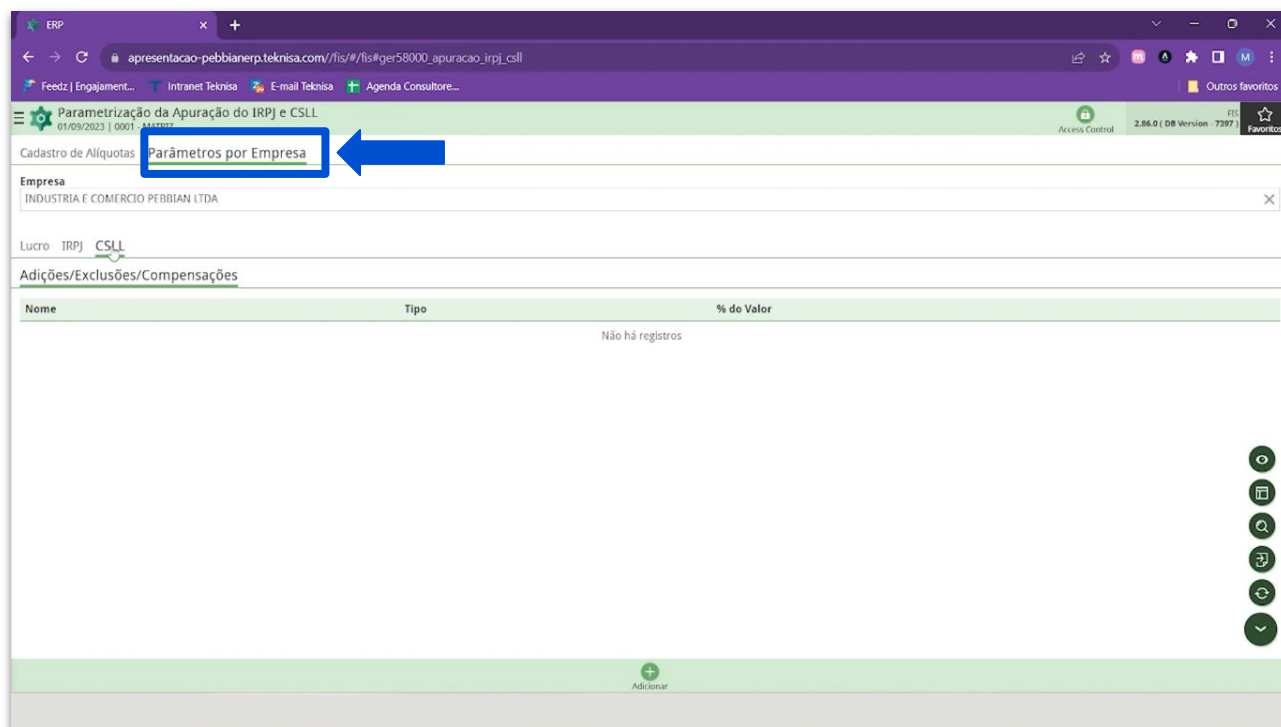 ERP
apresentacao-pebbianerp.teknisa.com//fis/#/fis#ger58000_apuracao_irpj_csll
Feedz | Engajament... Intranet Teknisa E-mail Teknisa Agenda Consultore... Outros favoritos
Parametrização da Apuração do IRPJ e CSLL
01/09/2023 | 0001 - MATRIZ
Access Control
FIS
2.86.0 ( DB Version - 7397 )
Favoritos
Cadastro de Alíquotas Parâmetros por Empresa
Empresa
INDUSTRIA E COMERCIO PEBBIAN LTDA
Lucro IRPJ CSLL
Adições/Exclusões/Compensações
Nome Tipo % do Valor
Não há registros
Adicionar